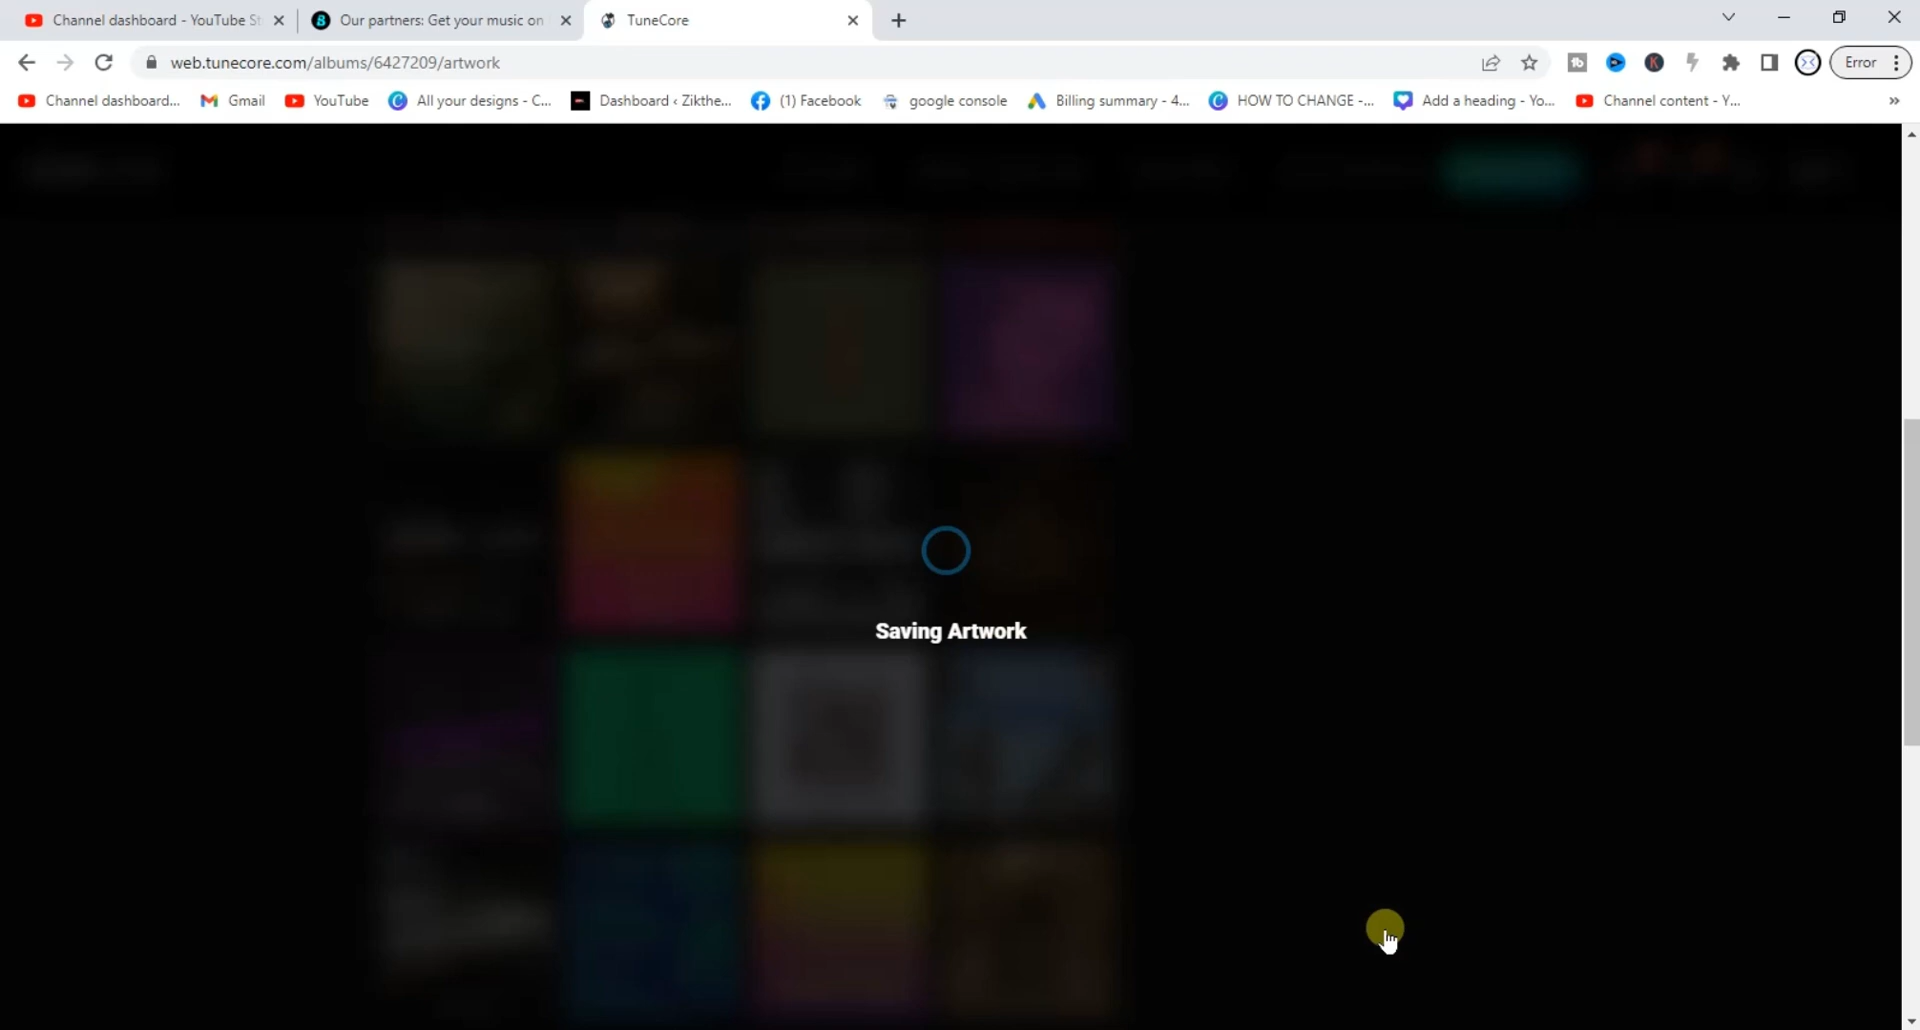 Channel dashboard - YouTube St
Our partners: Get your music on
TuneCore
web.tunecore.com/albums/6427209/artwork
Error
Channel dashboard...
Gmail
YouTube
All your designs - C...
Dashboard ‹ Zikthe...
(1) Facebook
google console
Billing summary - 4...
HOW TO CHANGE -...
Add a heading - Yo...
Channel content - Y...
Saving Artwork